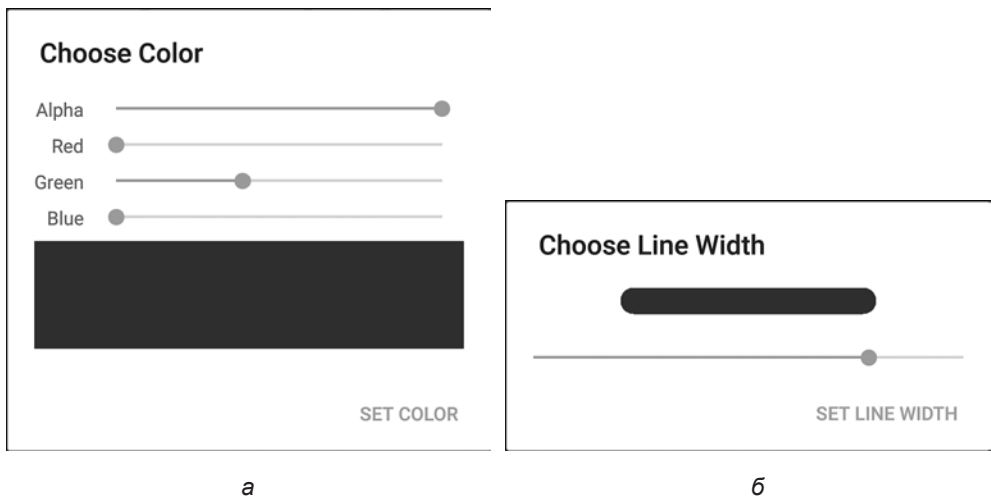 Choose Color
Alpha
Red
Green
Blue
SET COLOR
Choose Line Width
SET LINE WIDTH
а
б